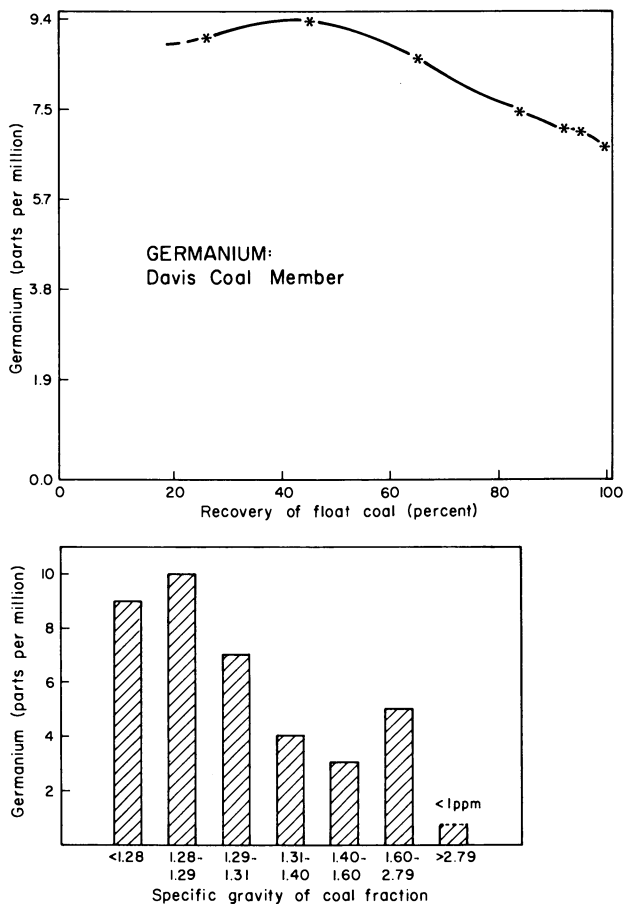 9.4
7.5
5.7
3.8
1.9
0.0
Germanium (parts per million)
GERMANIUM:
Davis Coal Member
0 20 40 60 80 100
Recovery of float coal (percent)
10
8
6
4
2
Germanium (parts per million)
<1ppm
<1.28 1.28- 1.29- 1.31- 1.40- 1.60- >2.79
1.29 1.31 1.40 1.60 2.79
Specific gravity of coal fraction